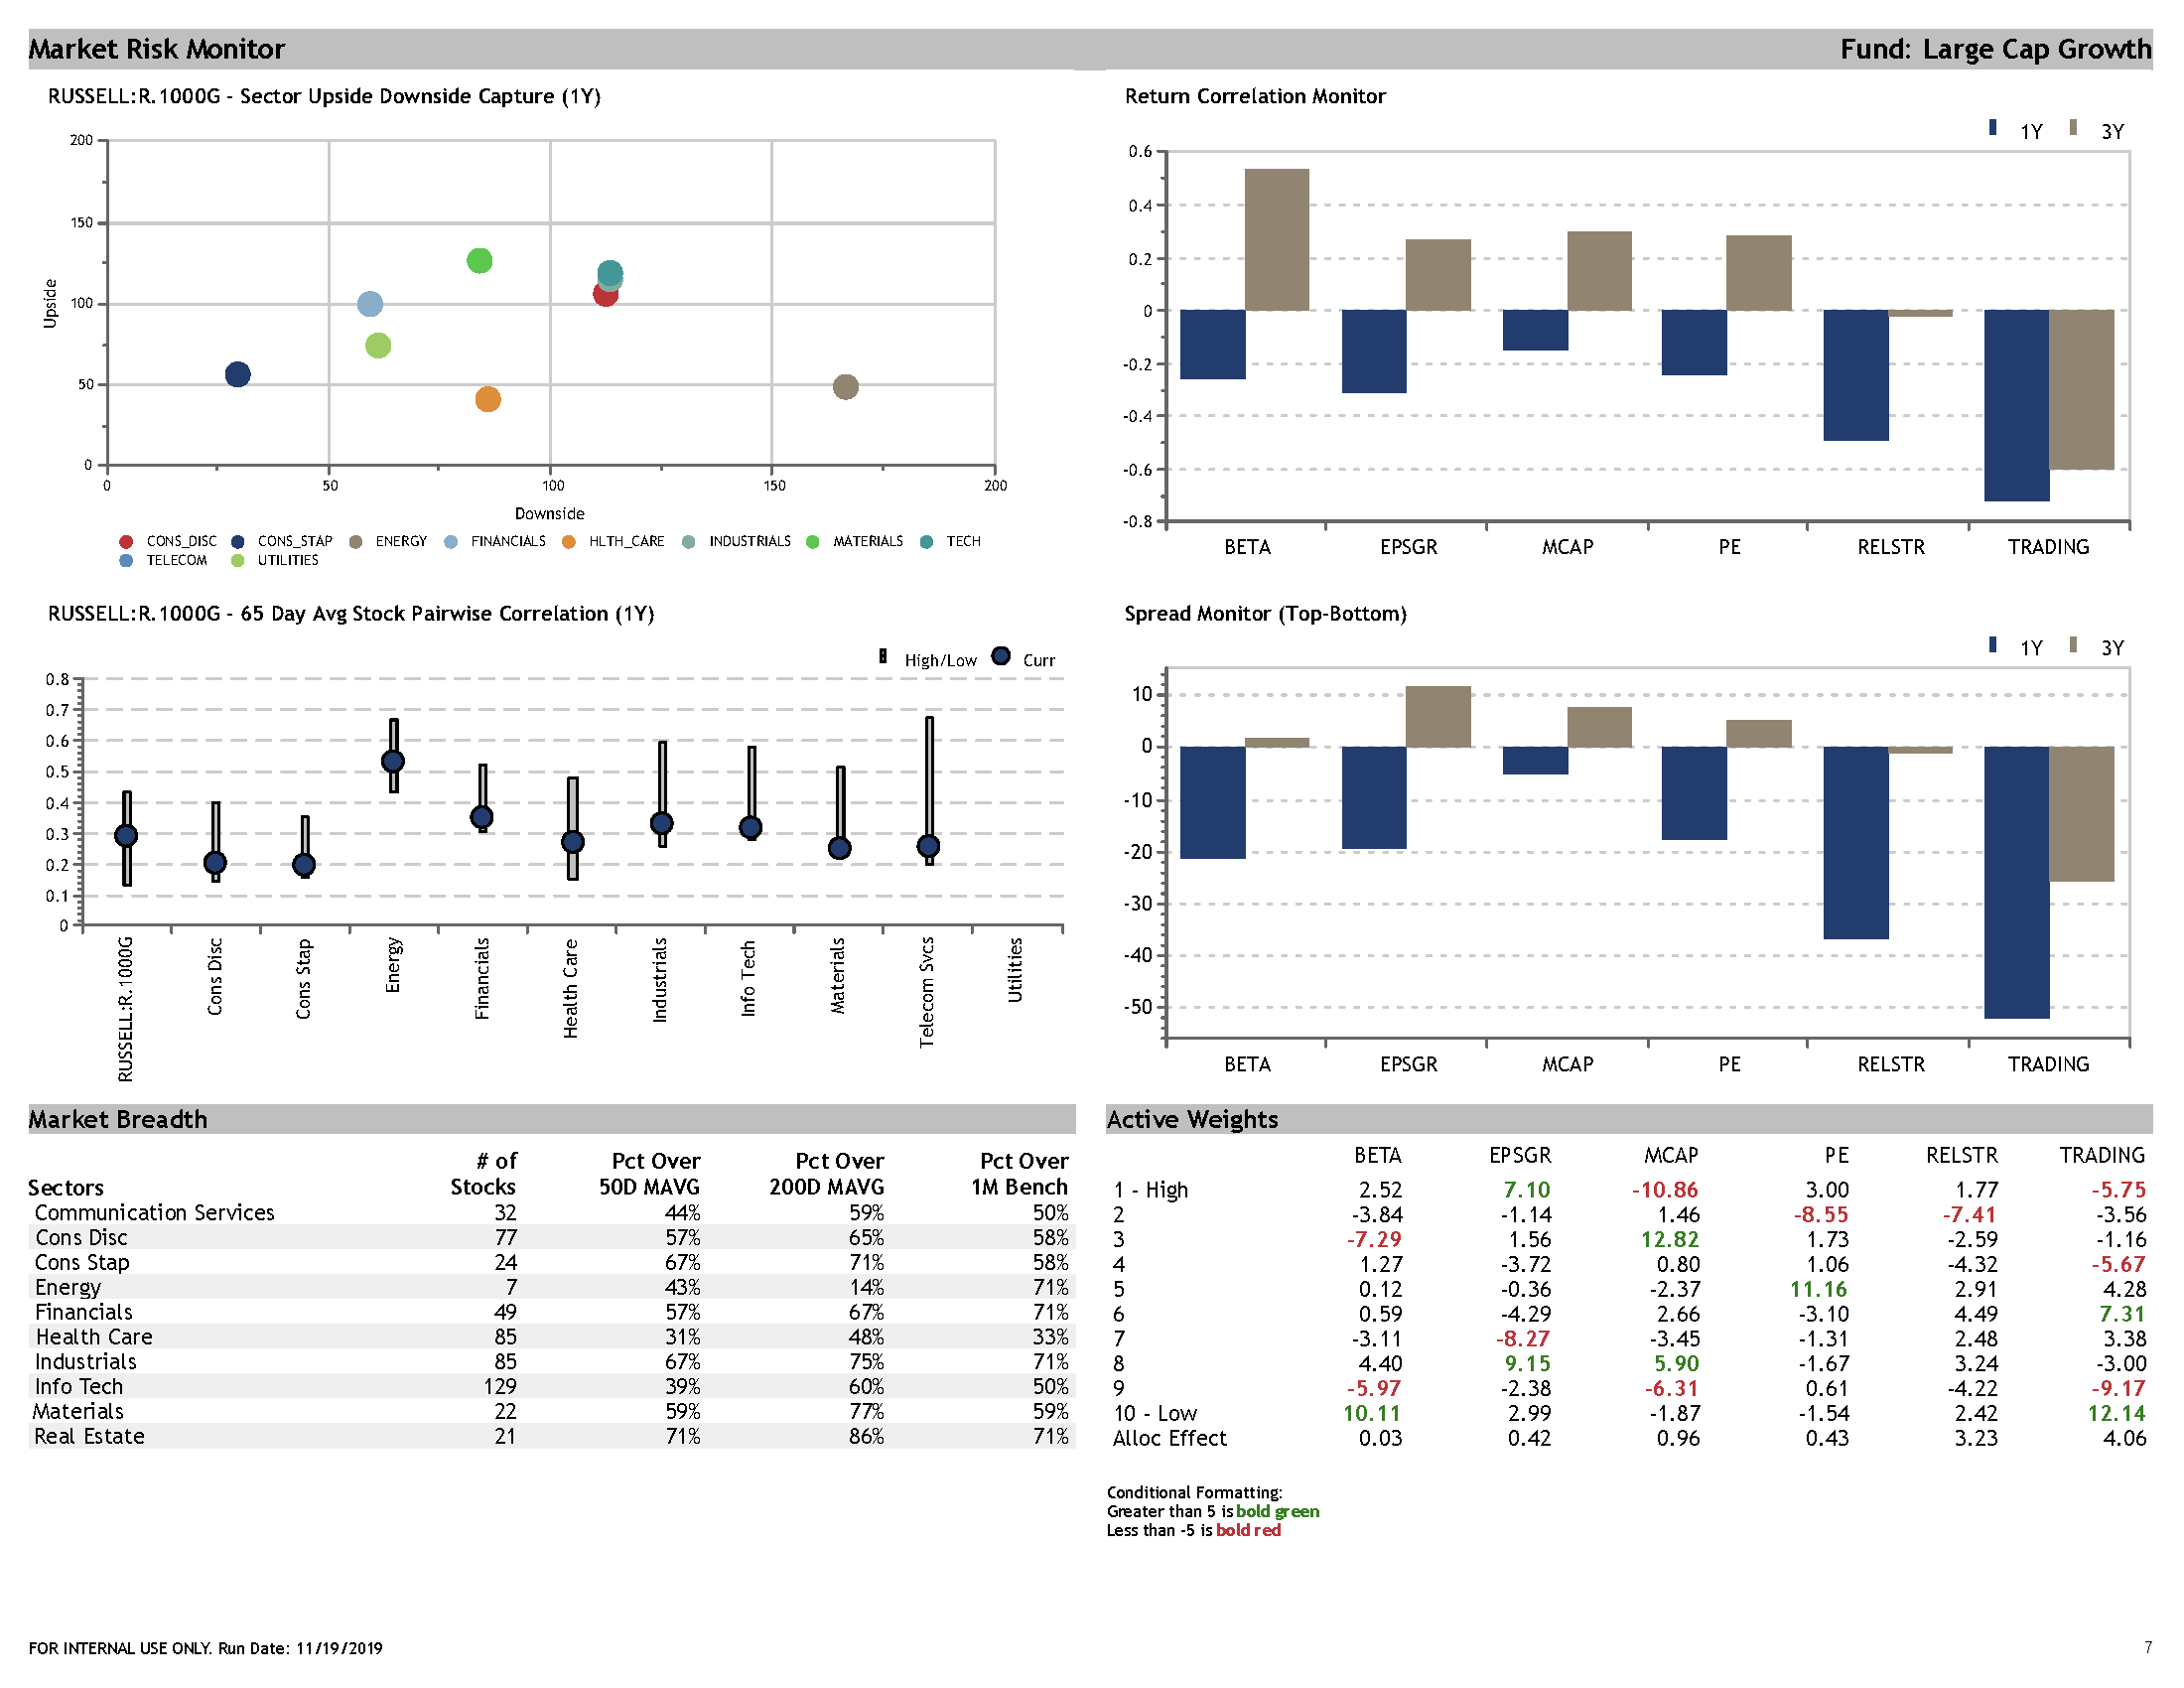 Market Risk Monitor
Fund: Large Cap Growth
RUSSELL:R.1000G - Sector Upside Downside Capture (1Y)
200
150
100
50
0
Upside
0 50 100 150 200
Downside
CONS_DISC CONS_STAP ENERGY FINANCIALS HLTH_CARE INDUSTRIALS MATERIALS TECH
TELECOM UTILITIES
Return Correlation Monitor
1Y 3Y
0.6
0.4
0.2
0
-0.2
-0.4
-0.6
-0.8
BETA EPSGR MCAP PE RELSTR TRADING
RUSSELL:R.1000G - 65 Day Avg Stock Pairwise Correlation (1Y)
High/Low Curr
0.8
0.7
0.6
0.5
0.4
0.3
0.2
0.1
0
RUSSELL:R.1000G
Cons Disc
Cons Stap
Energy
Financials
Health Care
Industrials
Info Tech
Materials
Telecom Svcs
Utilities
Spread Monitor (Top-Bottom)
1Y 3Y
10
0
-10
-20
-30
-40
-50
BETA EPSGR MCAP PE RELSTR TRADING
Market Breadth
# of Pct Over Pct Over Pct Over
Sectors Stocks 50D MAVG 200D MAVG 1M Bench
Communication Services 32 44% 59% 50%
Cons Disc 77 57% 65% 58%
Cons Stap 24 67% 71% 58%
Energy 7 43% 14% 71%
Financials 49 57% 67% 71%
Health Care 85 31% 48% 33%
Industrials 85 67% 75% 71%
Info Tech 129 39% 60% 50%
Materials 22 59% 77% 59%
Real Estate 21 71% 86% 71%
Active Weights
BETA EPSGR MCAP PE RELSTR TRADING
1 - High 2.52 7.10 -10.86 3.00 1.77 -5.75
2 -3.84 -1.14 1.46 -8.55 -7.41 -3.56
3 -7.29 1.56 12.82 1.73 -2.59 -1.16
4 1.27 -3.72 0.80 1.06 -4.32 -5.67
5 0.12 -0.36 -2.37 11.16 2.91 4.28
6 0.59 -4.29 2.66 -3.10 4.49 7.31
7 -3.11 -8.27 -3.45 -1.31 2.48 3.38
8 4.40 9.15 5.90 -1.67 3.24 -3.00
9 -5.97 -2.38 -6.31 0.61 -4.22 -9.17
10 - Low 10.11 2.99 -1.87 -1.54 2.42 12.14
Alloc Effect 0.03 0.42 0.96 0.43 3.23 4.06
Conditional Formatting:
Greater than 5 is bold green
Less than -5 is bold red
FOR INTERNAL USE ONLY. Run Date: 11/19/2019
7